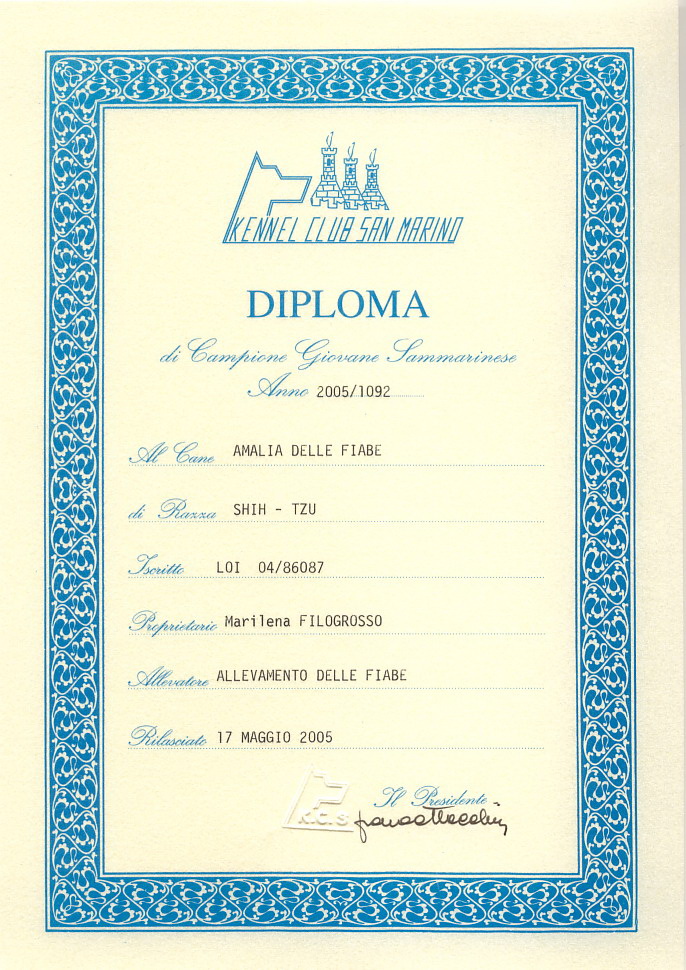 KENNEL CLUB SAN MARINO
DIPLOMA
di Campione Giovane Sammarinese
Anno 2005/1092
Al Cane AMALIA DELLE FIABE
di Razza SHIH - TZU
Iscritto LOI 04/86087
Proprietario Marilena FILOGROSSO
Allevatore ALLEVAMENTO DELLE FIABE
Rilasciato 17 MAGGIO 2005
Il Presidente
K.C.S